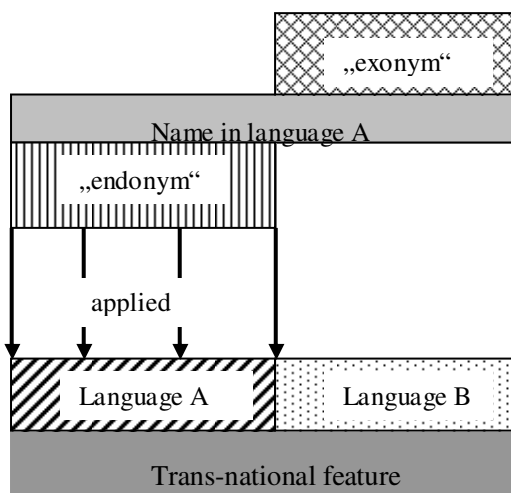 „exonym“
Name in language A
„endonym“
applied
Language A
Language B
Trans-national feature